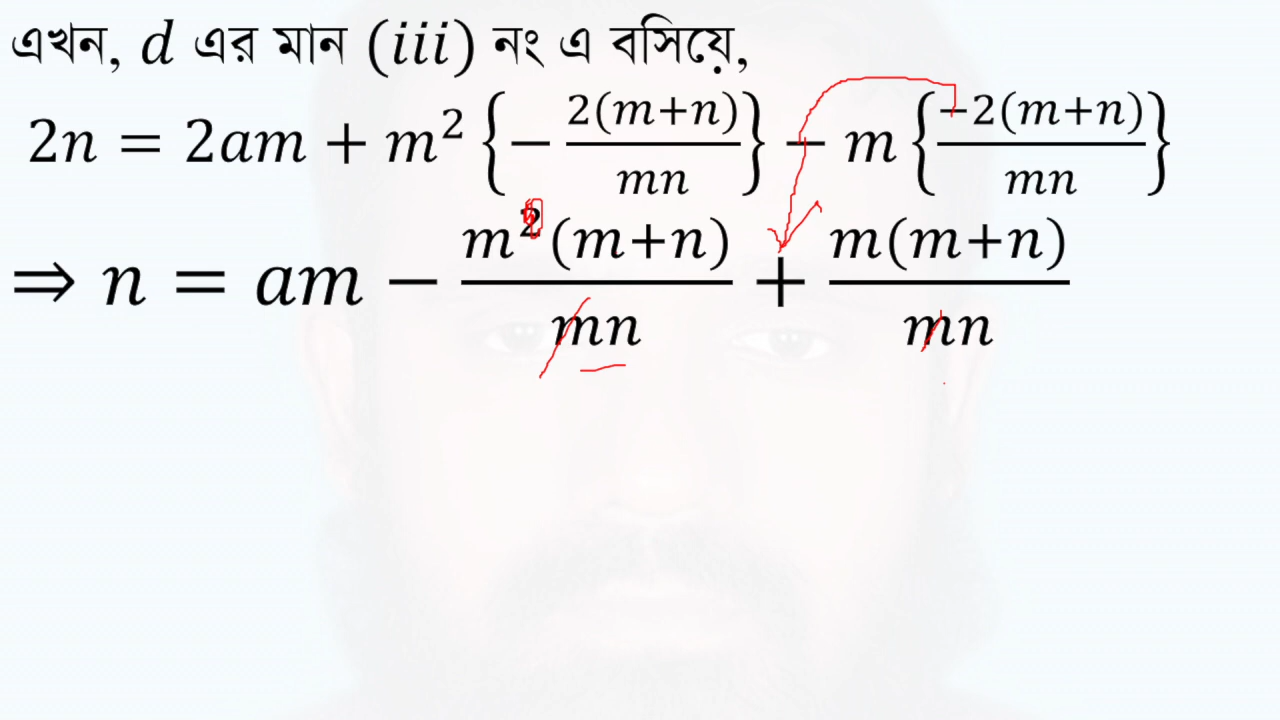 এখন, d এর মান (iii) নং এ বসিয়ে,
2n = 2am + m² {− 2(m+n)/mn} − m {−2(m+n)/mn}
⇒ n = am − m²(m+n)/mn + m(m+n)/mn